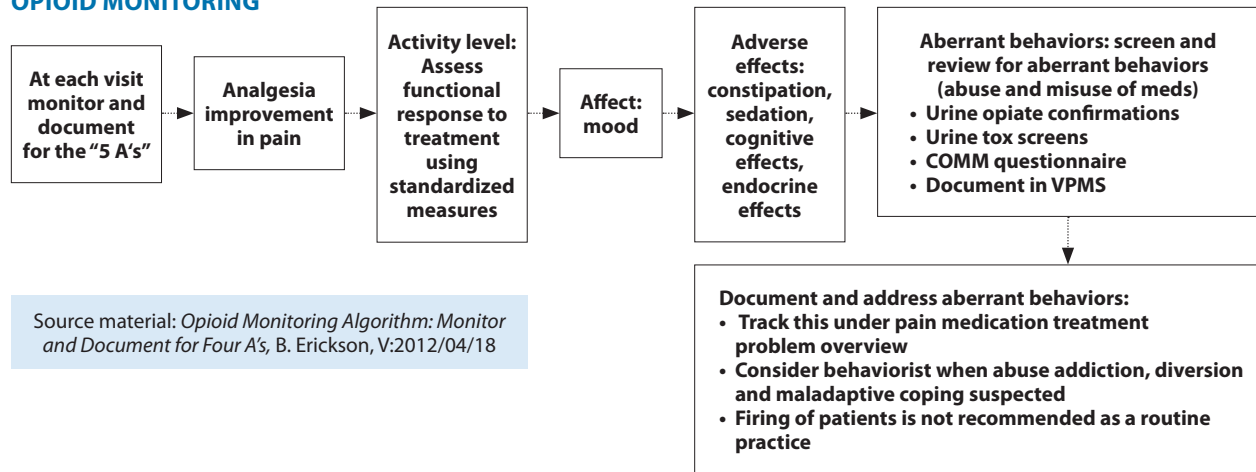 OPIOID MONITORING
At each visit
monitor and
document
for the “5 A‘s”
Analgesia
improvement
in pain
Activity level:
Assess
functional
response to
treatment
using
standardized
measures
Affect:
mood
Adverse
effects:
constipation,
sedation,
cognitive
effects,
endocrine
effects
Aberrant behaviors: screen and
review for aberrant behaviors
(abuse and misuse of meds)
• Urine opiate confirmations
• Urine tox screens
• COMM questionnaire
• Document in VPMS
Document and address aberrant behaviors:
• Track this under pain medication treatment
problem overview
• Consider behaviorist when abuse addiction, diversion
and maladaptive coping suspected
• Firing of patients is not recommended as a routine
practice
Source material: Opioid Monitoring Algorithm: Monitor
and Document for Four A’s, B. Erickson, V:2012/04/18